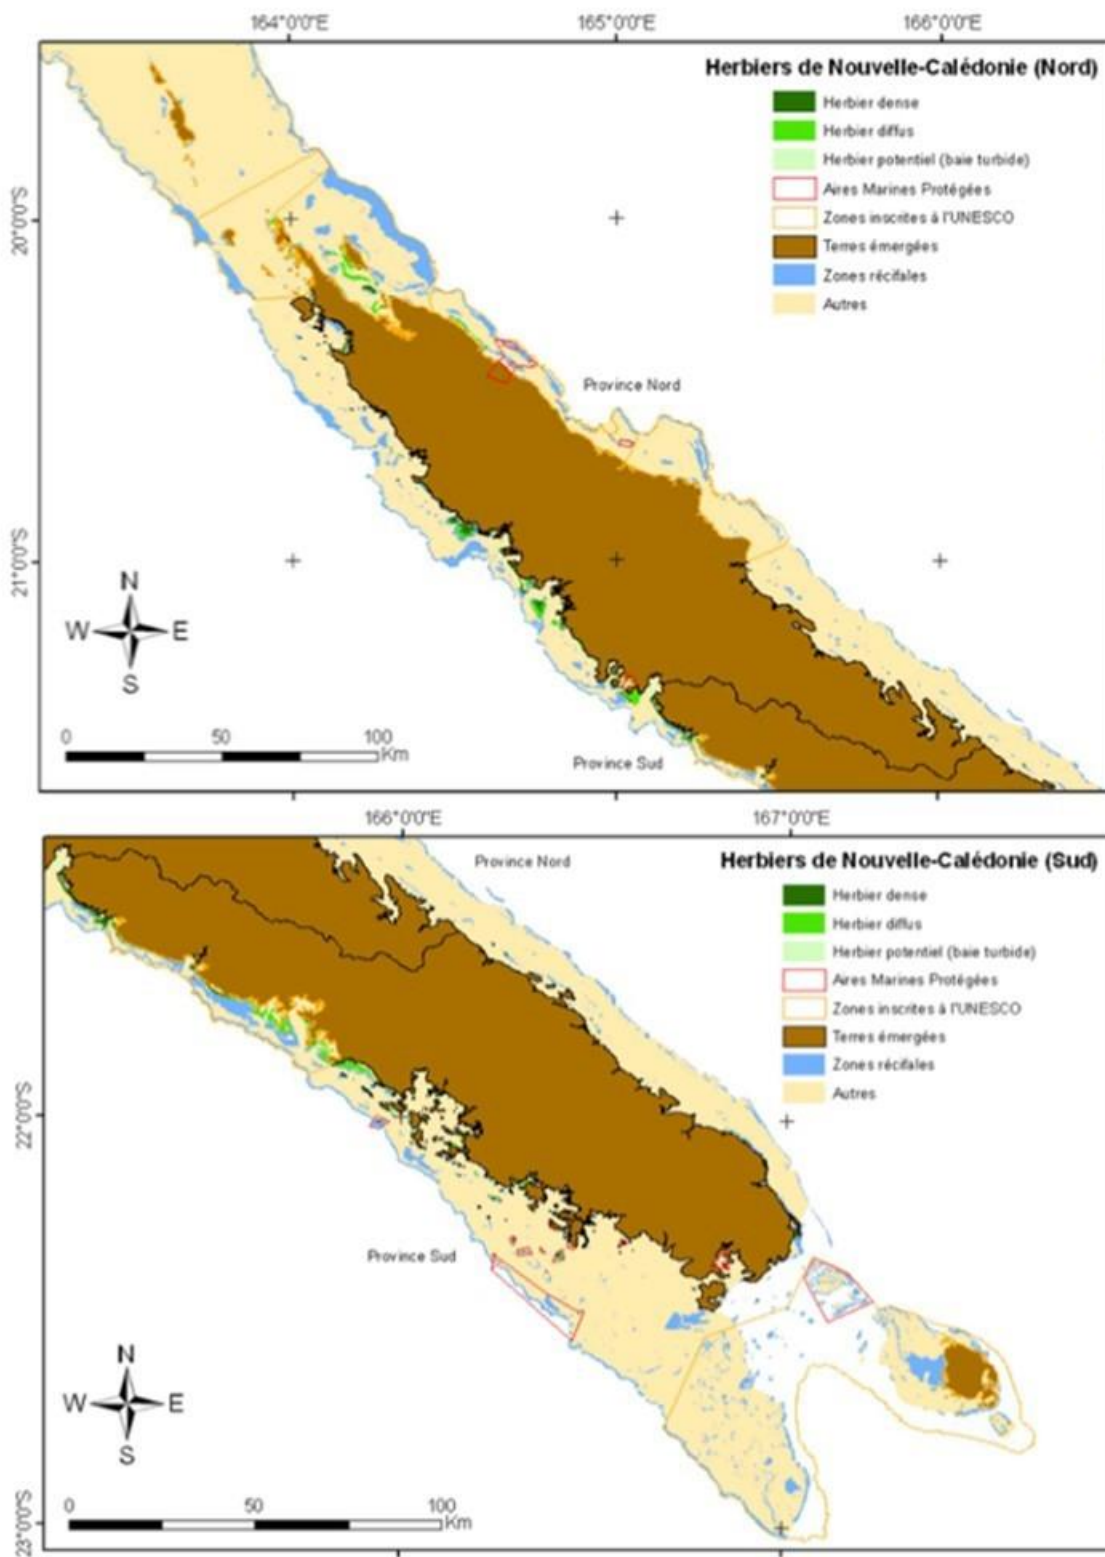 164°0'0"E 165°0'0"E 166°0'0"E
Herbiers de Nouvelle-Calédonie (Nord)
Herbier dense
Herbier diffus
Herbier potentiel (baie turbide)
Aires Marines Protégées
Zones inscrites à l'UNESCO
Terres émergées
Zones récifales
Autres
20°0'0"S
Province Nord
21°0'0"S
N
W E
S
0 50 100
Km
Province Sud
166°0'0"E 167°0'0"E
Province Nord
Herbiers de Nouvelle-Calédonie (Sud)
Herbier dense
Herbier diffus
Herbier potentiel (baie turbide)
Aires Marines Protégées
Zones inscrites à l'UNESCO
Terres émergées
Zones récifales
Autres
22°0'0"S
Province Sud
N
W E
S
0 50 100
Km
23°0'0"S